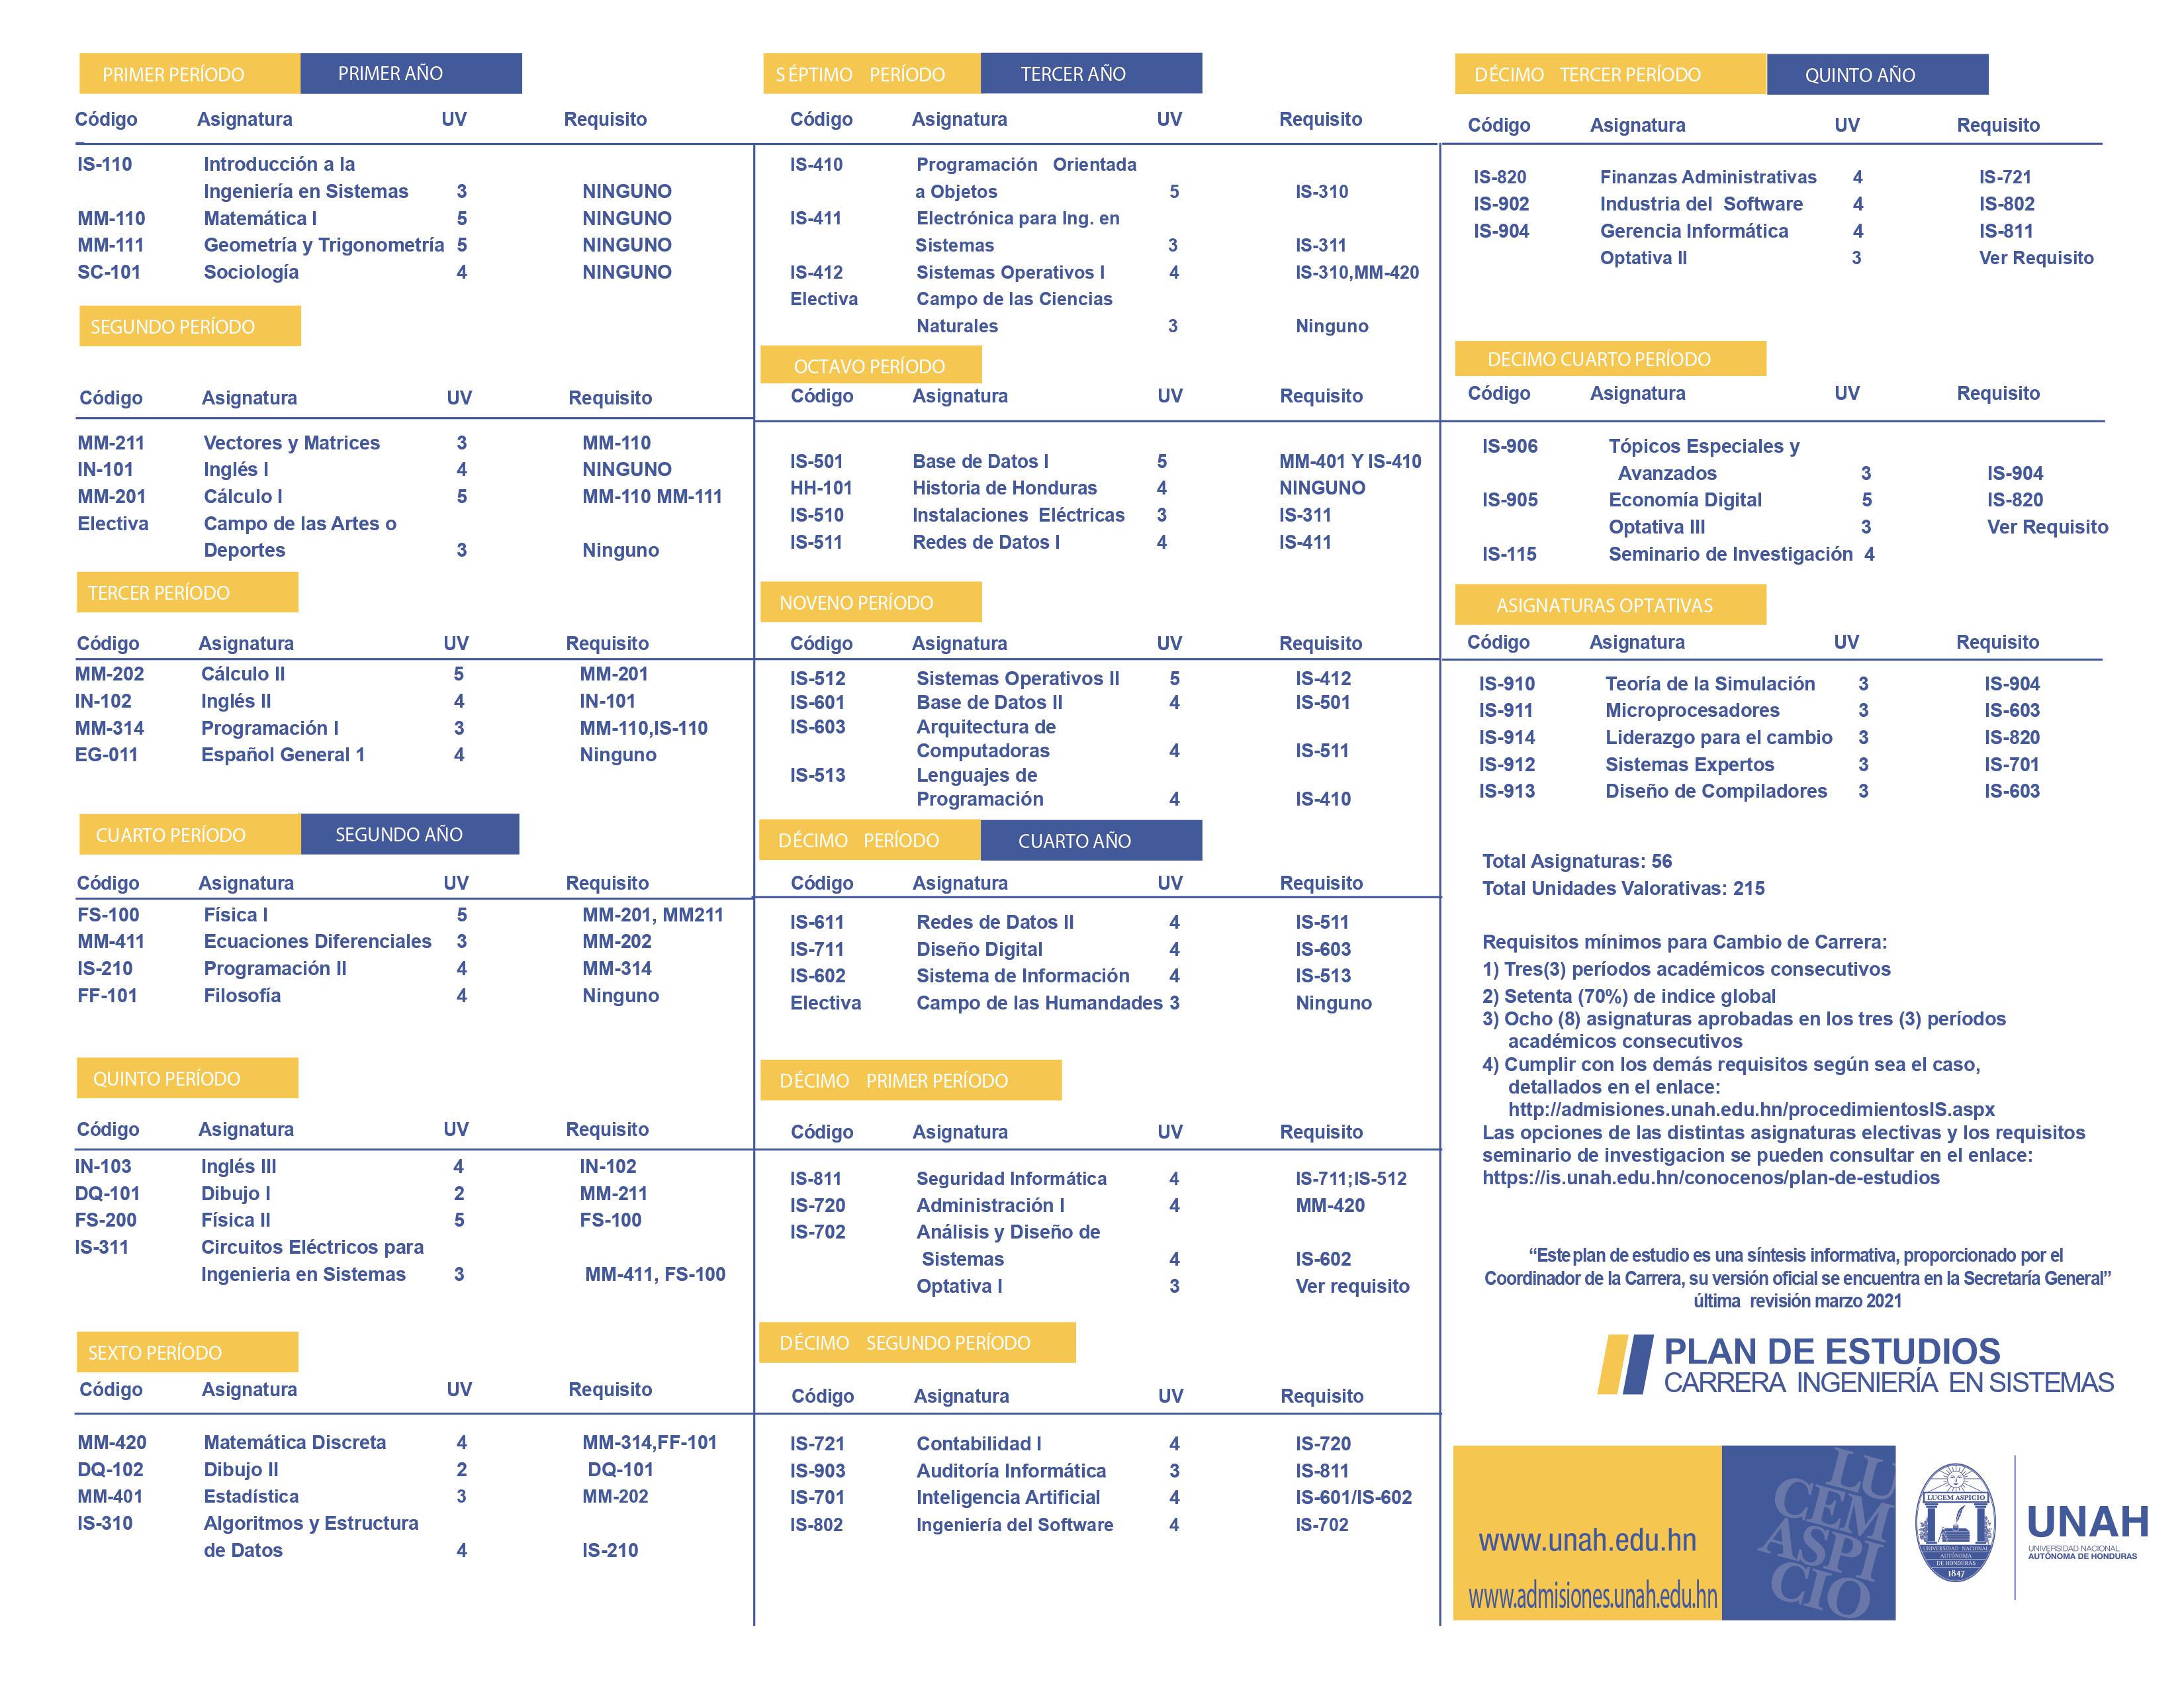 PRIMER PERÍODO PRIMER AÑO
Código Asignatura UV Requisito
IS-110 Introducción a la
Ingeniería en Sistemas 3 NINGUNO
MM-110 Matemática I 5 NINGUNO
MM-111 Geometría y Trigonometría 5 NINGUNO
SC-101 Sociología 4 NINGUNO
SEGUNDO PERÍODO
Código Asignatura UV Requisito
MM-211 Vectores y Matrices 3 MM-110
IN-101 Inglés I 4 NINGUNO
MM-201 Cálculo I 5 MM-110 MM-111
Electiva Campo de las Artes o
Deportes 3 Ninguno
TERCER PERÍODO
Código Asignatura UV Requisito
MM-202 Cálculo II 5 MM-201
IN-102 Inglés II 4 IN-101
MM-314 Programación I 3 MM-110,IS-110
EG-011 Español General 1 4 Ninguno
CUARTO PERÍODO SEGUNDO AÑO
Código Asignatura UV Requisito
FS-100 Física I 5 MM-201, MM211
MM-411 Ecuaciones Diferenciales 3 MM-202
IS-210 Programación II 4 MM-314
FF-101 Filosofía 4 Ninguno
QUINTO PERÍODO
Código Asignatura UV Requisito
IN-103 Inglés III 4 IN-102
DQ-101 Dibujo I 2 MM-211
FS-200 Física II 5 FS-100
IS-311 Circuitos Eléctricos para
Ingenieria en Sistemas 3 MM-411, FS-100
SEXTO PERÍODO
Código Asignatura UV Requisito
MM-420 Matemática Discreta 4 MM-314,FF-101
DQ-102 Dibujo II 2 DQ-101
MM-401 Estadística 3 MM-202
IS-310 Algoritmos y Estructura
de Datos 4 IS-210
SÉPTIMO PERÍODO TERCER AÑO
Código Asignatura UV Requisito
IS-410 Programación Orientada
a Objetos 5 IS-310
IS-411 Electrónica para Ing. en
Sistemas 3 IS-311
IS-412 Sistemas Operativos I 4 IS-310,MM-420
Electiva Campo de las Ciencias
Naturales 3 Ninguno
OCTAVO PERÍODO
Código Asignatura UV Requisito
IS-501 Base de Datos I 5 MM-401 Y IS-410
HH-101 Historia de Honduras 4 NINGUNO
IS-510 Instalaciones Eléctricas 3 IS-311
IS-511 Redes de Datos I 4 IS-411
NOVENO PERÍODO
Código Asignatura UV Requisito
IS-512 Sistemas Operativos II 5 IS-412
IS-601 Base de Datos II 4 IS-501
IS-603 Arquitectura de
Computadoras 4 IS-511
IS-513 Lenguajes de
Programación 4 IS-410
DÉCIMO PERÍODO CUARTO AÑO
Código Asignatura UV Requisito
IS-611 Redes de Datos II 4 IS-511
IS-711 Diseño Digital 4 IS-603
IS-602 Sistema de Información 4 IS-513
Electiva Campo de las Humandades 3 Ninguno
DÉCIMO PRIMER PERÍODO
Código Asignatura UV Requisito
IS-811 Seguridad Informática 4 IS-711;IS-512
IS-720 Administración I 4 MM-420
IS-702 Análisis y Diseño de
Sistemas 4 IS-602
Optativa I 3 Ver requisito
DÉCIMO SEGUNDO PERÍODO
Código Asignatura UV Requisito
IS-721 Contabilidad I 4 IS-720
IS-903 Auditoría Informática 3 IS-811
IS-701 Inteligencia Artificial 4 IS-601/IS-602
IS-802 Ingeniería del Software 4 IS-702
DÉCIMO TERCER PERÍODO QUINTO AÑO
Código Asignatura UV Requisito
IS-820 Finanzas Administrativas 4 IS-721
IS-902 Industria del Software 4 IS-802
IS-904 Gerencia Informática 4 IS-811
Optativa II 3 Ver Requisito
DECIMO CUARTO PERÍODO
Código Asignatura UV Requisito
IS-906 Tópicos Especiales y
Avanzados 3 IS-904
IS-905 Economía Digital 5 IS-820
Optativa III 3 Ver Requisito
IS-115 Seminario de Investigación 4
ASIGNATURAS OPTATIVAS
Código Asignatura UV Requisito
IS-910 Teoría de la Simulación 3 IS-904
IS-911 Microprocesadores 3 IS-603
IS-914 Liderazgo para el cambio 3 IS-820
IS-912 Sistemas Expertos 3 IS-701
IS-913 Diseño de Compiladores 3 IS-603
Total Asignaturas: 56
Total Unidades Valorativas: 215
Requisitos mínimos para Cambio de Carrera:
1) Tres(3) períodos académicos consecutivos
2) Setenta (70%) de indice global
3) Ocho (8) asignaturas aprobadas en los tres (3) períodos
académicos consecutivos
4) Cumplir con los demás requisitos según sea el caso,
detallados en el enlace:
http://admisiones.unah.edu.hn/procedimientosIS.aspx
Las opciones de las distintas asignaturas electivas y los requisitos
seminario de investigacion se pueden consultar en el enlace:
https://is.unah.edu.hn/conocenos/plan-de-estudios
“Este plan de estudio es una síntesis informativa, proporcionado por el
Coordinador de la Carrera, su versión oficial se encuentra en la Secretaría General”
última revisión marzo 2021
PLAN DE ESTUDIOS
CARRERA INGENIERÍA EN SISTEMAS
www.unah.edu.hn
www.admisiones.unah.edu.hn
LU
CEM
ASPI
CIO
LUCEM ASPICIO
UNIVERSIDAD NACIONAL
AUTÓNOMA
DE HONDURAS
1847
UNAH
UNIVERSIDAD NACIONAL
AUTÓNOMA DE HONDURAS